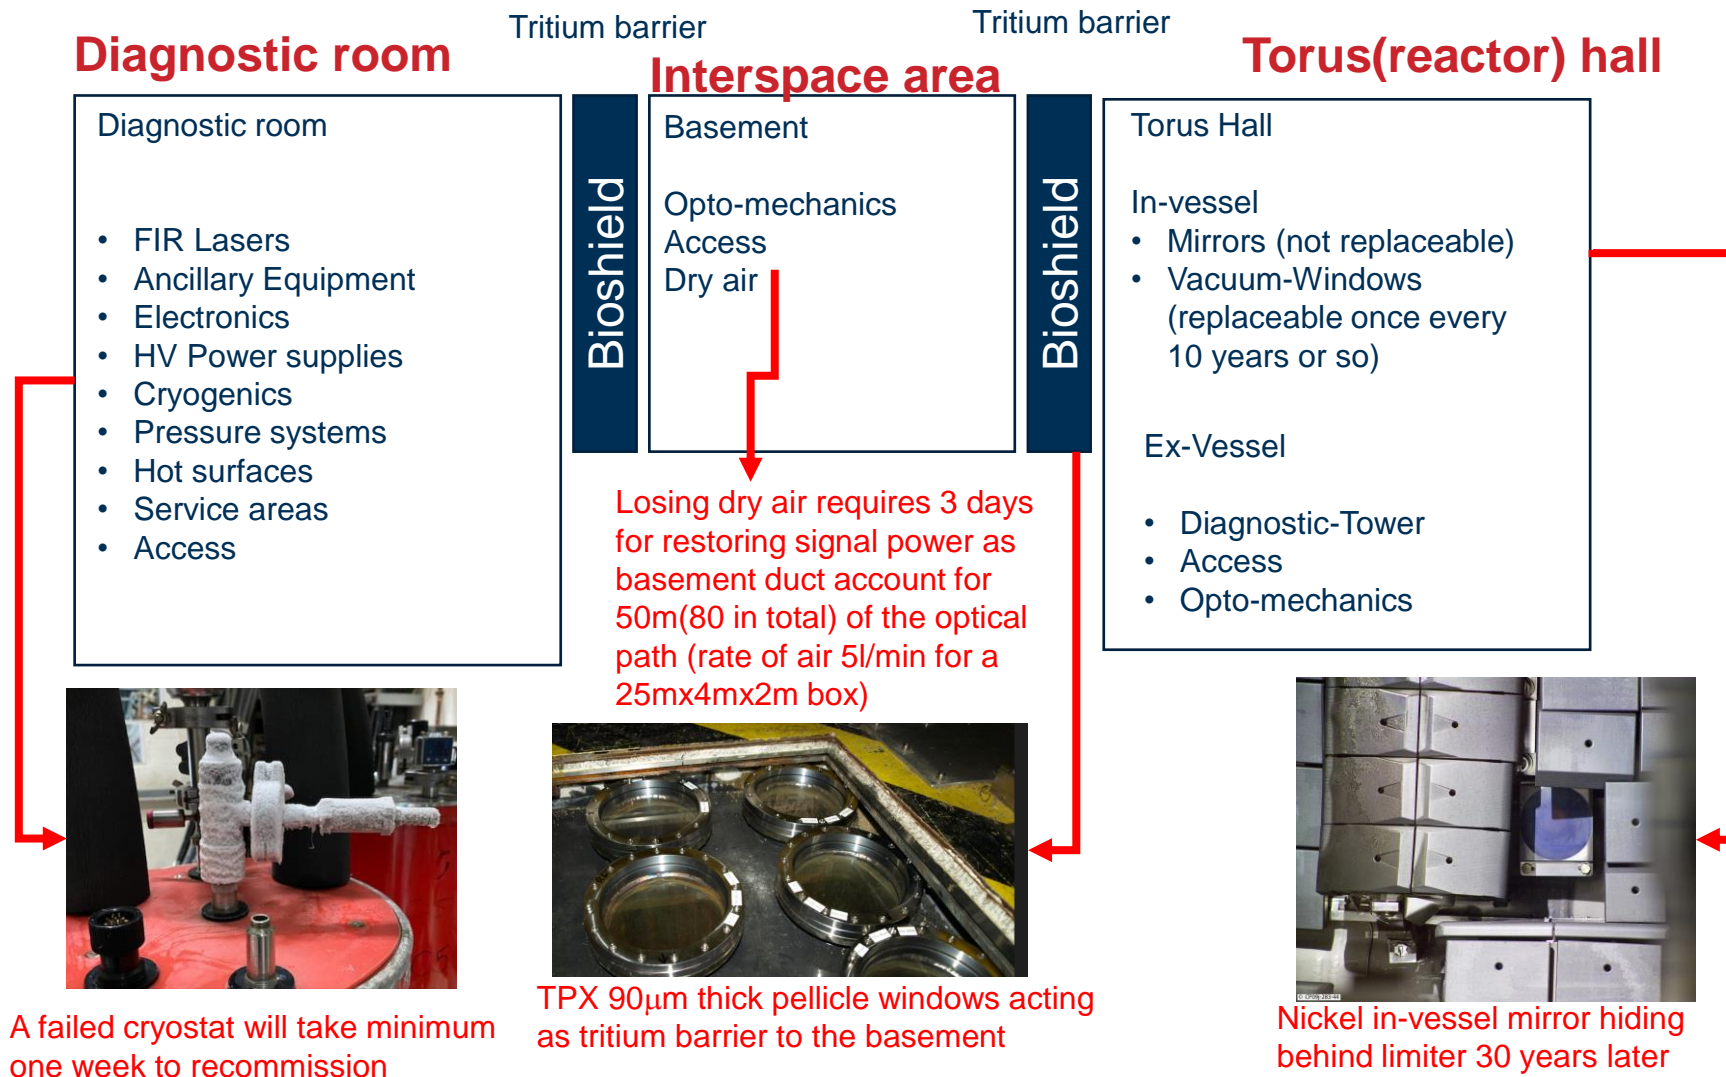 Tritium barrier
Tritium barrier
Diagnostic room
Interspace area
Torus(reactor) hall
Diagnostic room
• FIR Lasers
• Ancillary Equipment
• Electronics
• HV Power supplies
• Cryogenics
• Pressure systems
• Hot surfaces
• Service areas
• Access
Bioshield
Basement
Opto-mechanics
Access
Dry air
Bioshield
Torus Hall
In-vessel
• Mirrors (not replaceable)
• Vacuum-Windows
(replaceable once every
10 years or so)
Ex-Vessel
• Diagnostic-Tower
• Access
• Opto-mechanics
Losing dry air requires 3 days
for restoring signal power as
basement duct account for
50m(80 in total) of the optical
path (rate of air 5l/min for a
25mx4mx2m box)
A failed cryostat will take minimum
one week to recommission
TPX 90μm thick pellicle windows acting
as tritium barrier to the basement
Nickel in-vessel mirror hiding
behind limiter 30 years later